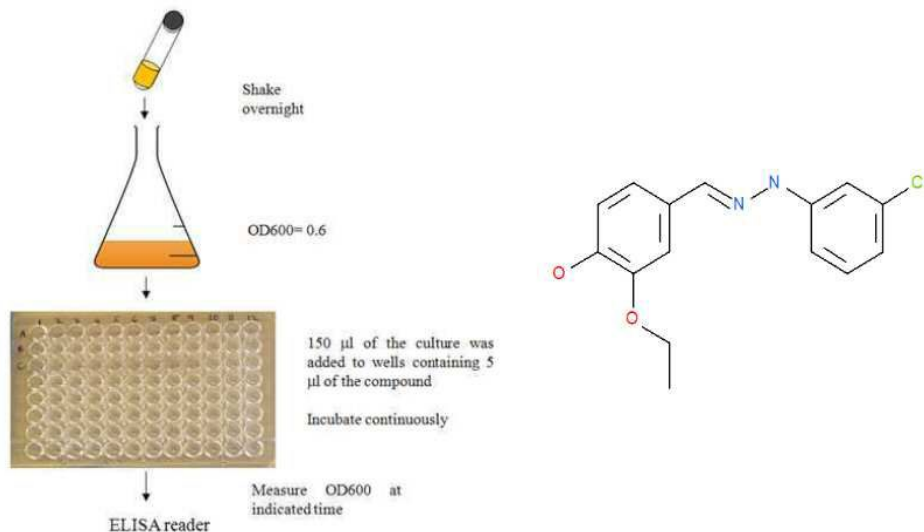 Shake
overnight
OD600= 0.6
150 µl of the culture was
added to wells containing 5
µl of the compound
Incubate continuously
Measure OD600 at
indicated time
ELISA reader
N
N
C
O
O